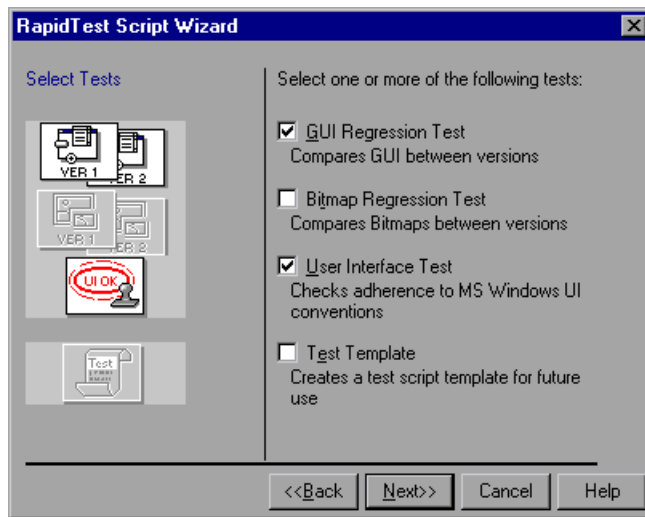 RapidTest Script Wizard
Select Tests
VER 1
VER 2
VER 1
VER 2
UI OK
Test
Select one or more of the following tests:
GUI Regression Test
Compares GUI between versions
Bitmap Regression Test
Compares Bitmaps between versions
User Interface Test
Checks adherence to MS Windows UI
conventions
Test Template
Creates a test script template for future
use
<<Back
Next>>
Cancel
Help